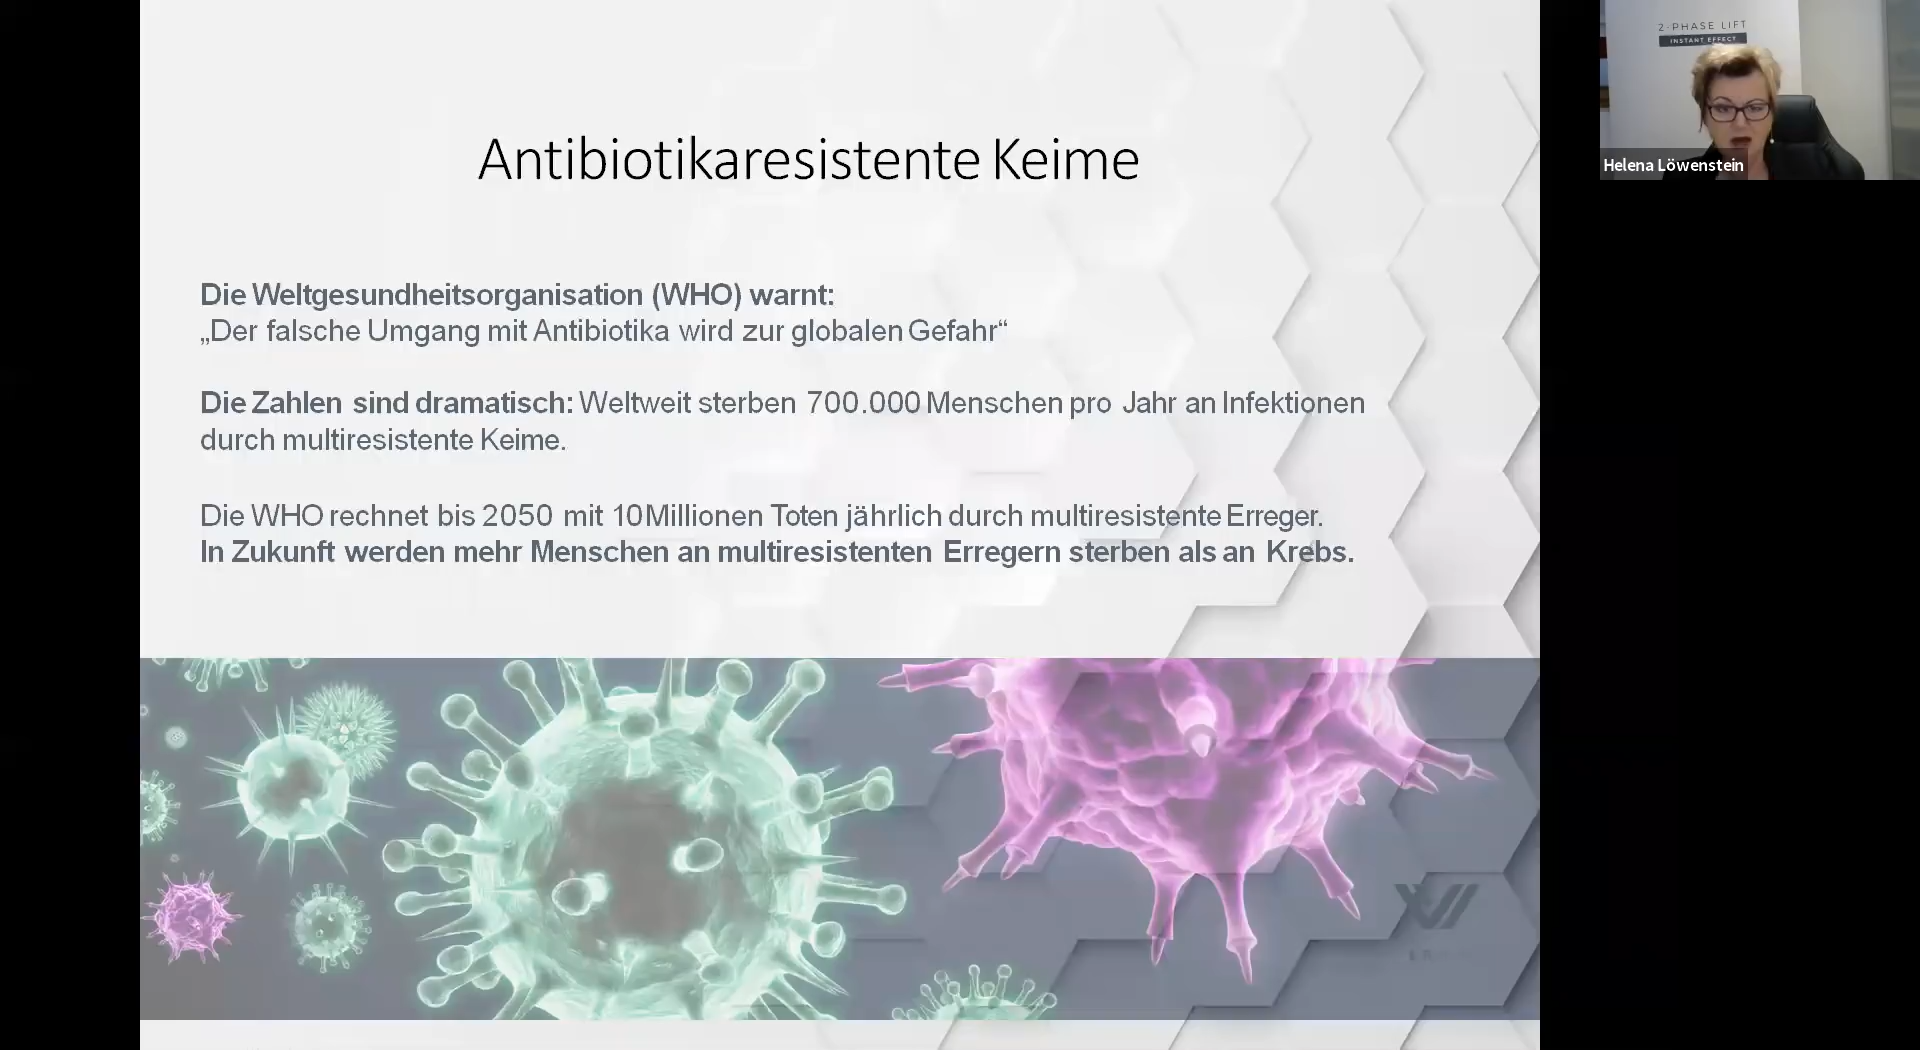 Antibiotikaresistente Keime
Die Weltgesundheitsorganisation (WHO) warnt:
„Der falsche Umgang mit Antibiotika wird zur globalen Gefahr“
Die Zahlen sind dramatisch: Weltweit sterben 700.000 Menschen pro Jahr an Infektionen
durch multiresistente Keime.
Die WHO rechnet bis 2050 mit 10 Millionen Toten jährlich durch multiresistente Erreger.
In Zukunft werden mehr Menschen an multiresistenten Erregern sterben als an Krebs.
2-PHASE LIFT
INSTANT EFFECT
Helena Löwenstein